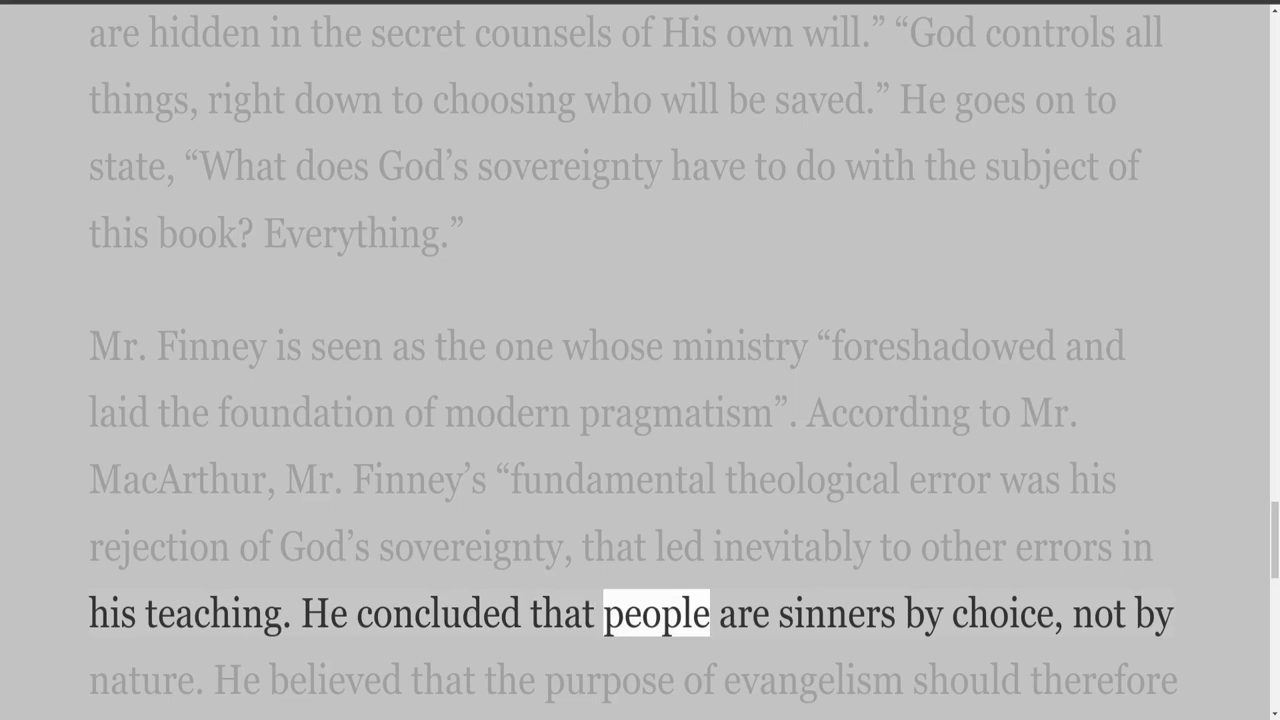 are hidden in the secret counsels of His own will.” “God controls all
things, right down to choosing who will be saved.” He goes on to
state, “What does God’s sovereignty have to do with the subject of
this book? Everything.”
Mr. Finney is seen as the one whose ministry “foreshadowed and
laid the foundation of modern pragmatism”. According to Mr.
MacArthur, Mr. Finney’s “fundamental theological error was his
rejection of God’s sovereignty, that led inevitably to other errors in
his teaching. He concluded that people are sinners by choice, not by
nature. He believed that the purpose of evangelism should therefore